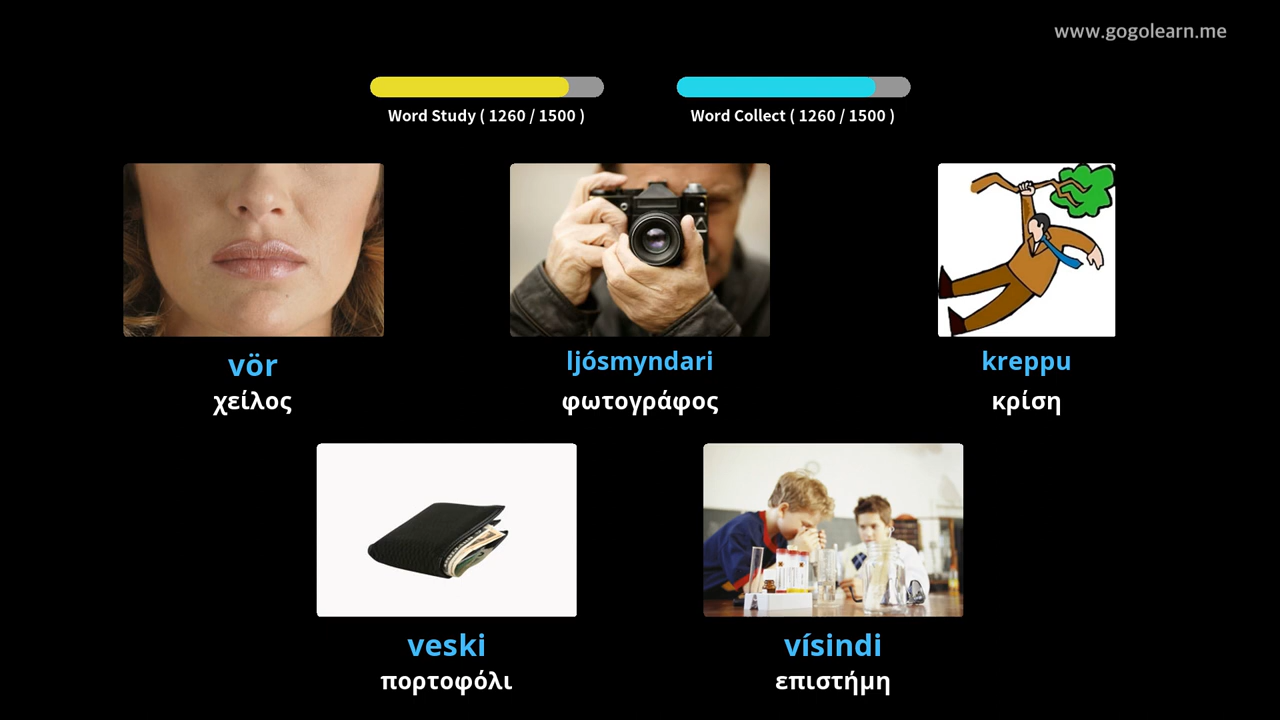 www.gogolearn.me
Word Study ( 1260 / 1500 )
Word Collect ( 1260 / 1500 )
vör
ljósmyndari
kreppu
χείλος
φωτογράφος
κρίση
veski
vísindi
πορτοφόλι
επιστήμη